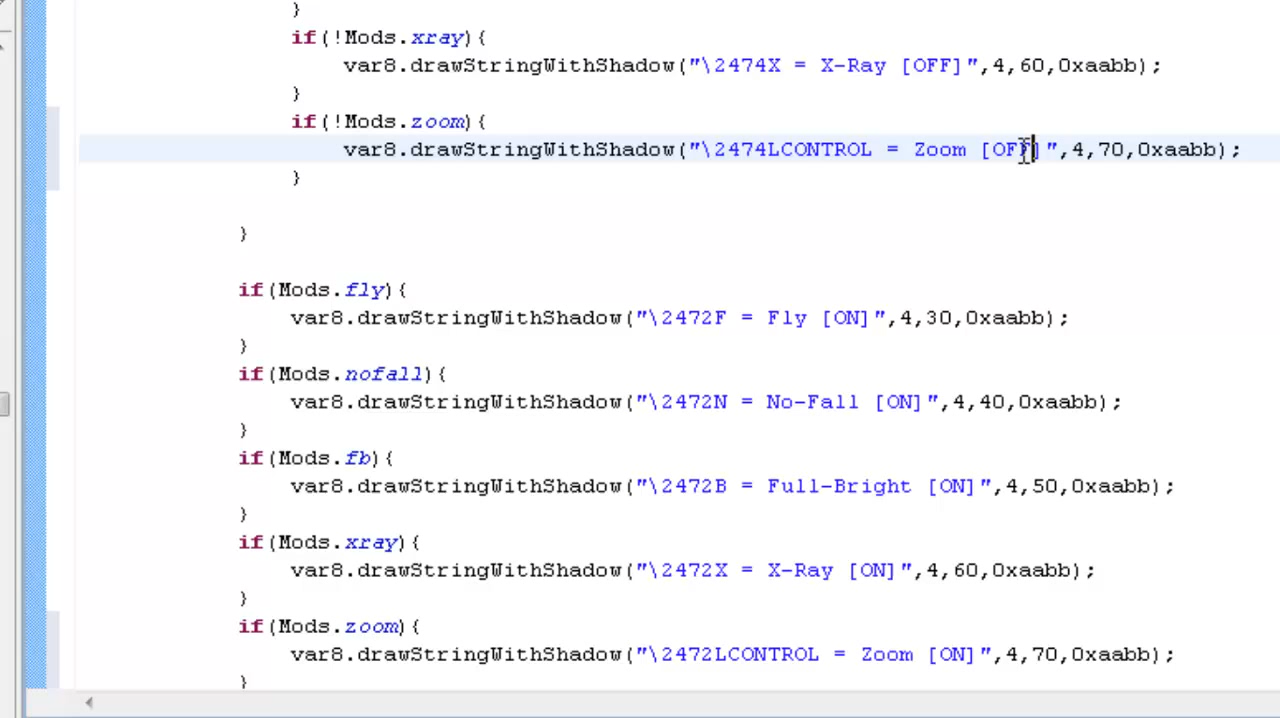 }
if(!Mods.xray){
var8.drawStringWithShadow("\2474X = X-Ray [OFF]",4,60,0xaabb);
}
if(!Mods.zoom){
var8.drawStringWithShadow("\2474LCONTROL = Zoom [OFF]",4,70,0xaabb);
}
}
if(Mods.fly){
var8.drawStringWithShadow("\2472F = Fly [ON]",4,30,0xaabb);
}
if(Mods.nofall){
var8.drawStringWithShadow("\2472N = No-Fall [ON]",4,40,0xaabb);
}
if(Mods.fb){
var8.drawStringWithShadow("\2472B = Full-Bright [ON]",4,50,0xaabb);
}
if(Mods.xray){
var8.drawStringWithShadow("\2472X = X-Ray [ON]",4,60,0xaabb);
}
if(Mods.zoom){
var8.drawStringWithShadow("\2472LCONTROL = Zoom [ON]",4,70,0xaabb);
}